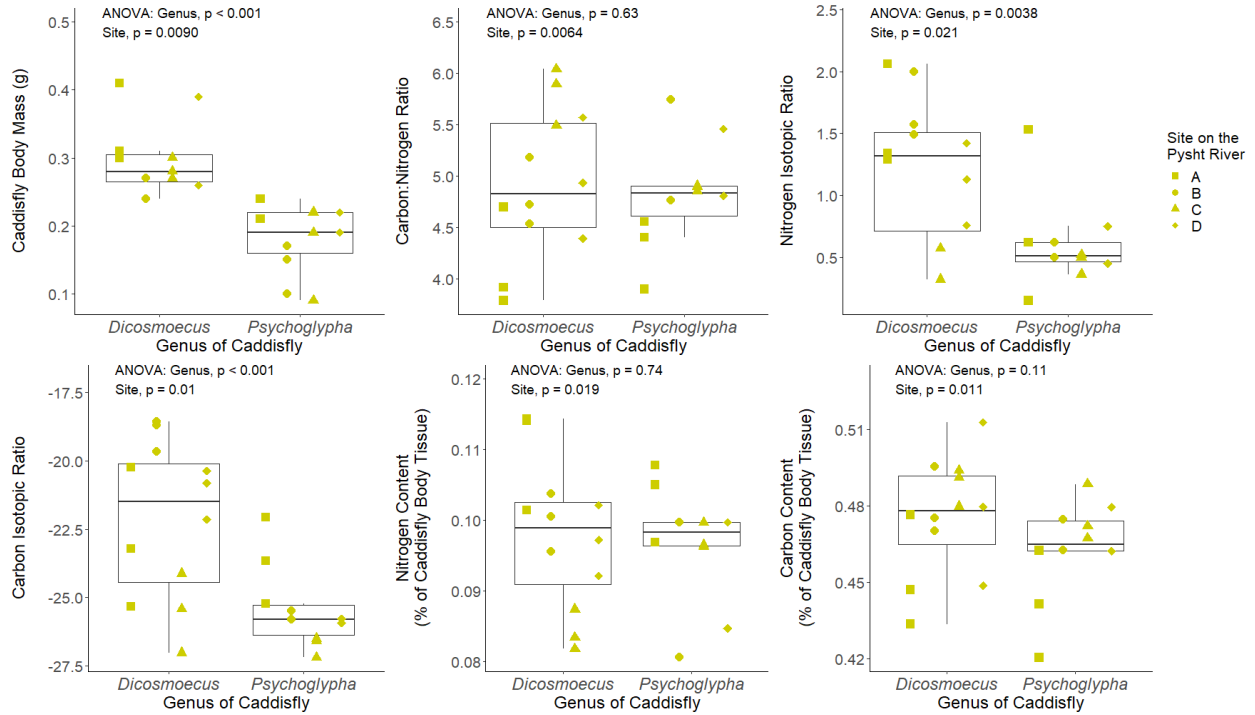 ANOVA: Genus, p < 0.001
Site, p = 0.0090
Caddisfly Body Mass (g)
0.5
0.4
0.3
0.2
0.1
Dicosmoecus
Psychoglypha
Genus of Caddisfly
ANOVA: Genus, p = 0.63
Site, p = 0.0064
Carbon:Nitrogen Ratio
6.5
6.0
5.5
5.0
4.5
4.0
Dicosmoecus
Psychoglypha
Genus of Caddisfly
ANOVA: Genus, p = 0.0038
Site, p = 0.021
Nitrogen Isotopic Ratio
2.5
2.0
1.5
1.0
0.5
0.0
Dicosmoecus
Psychoglypha
Genus of Caddisfly
Site on the
Pysht River
A
B
C
D
ANOVA: Genus, p < 0.001
Site, p = 0.01
Carbon Isotopic Ratio
-17.5
-20.0
-22.5
-25.0
-27.5
Dicosmoecus
Psychoglypha
Genus of Caddisfly
ANOVA: Genus, p = 0.74
Site, p = 0.019
Nitrogen Content
(% of Caddisfly Body Tissue)
0.12
0.11
0.10
0.09
0.08
Dicosmoecus
Psychoglypha
Genus of Caddisfly
ANOVA: Genus, p = 0.11
Site, p = 0.011
Carbon Content
(% of Caddisfly Body Tissue)
0.51
0.48
0.45
0.42
Dicosmoecus
Psychoglypha
Genus of Caddisfly